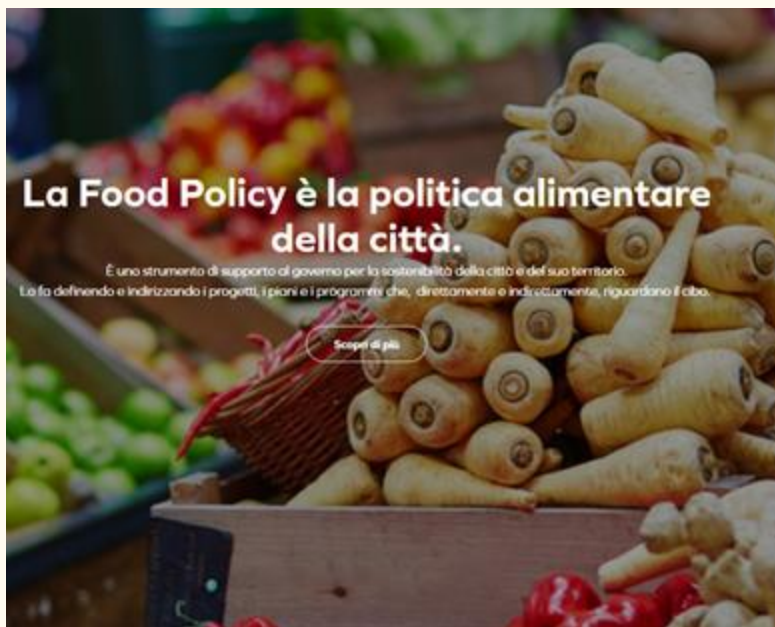 La Food Policy è la politica alimentare
della città.
È uno strumento di supporto al governo per la sostenibilità della città e del suo territorio.
Lo fa definendo e indirizzando i progetti, i piani e i programmi che, direttamente e indirettamente, riguardano il cibo.
Scopri di più